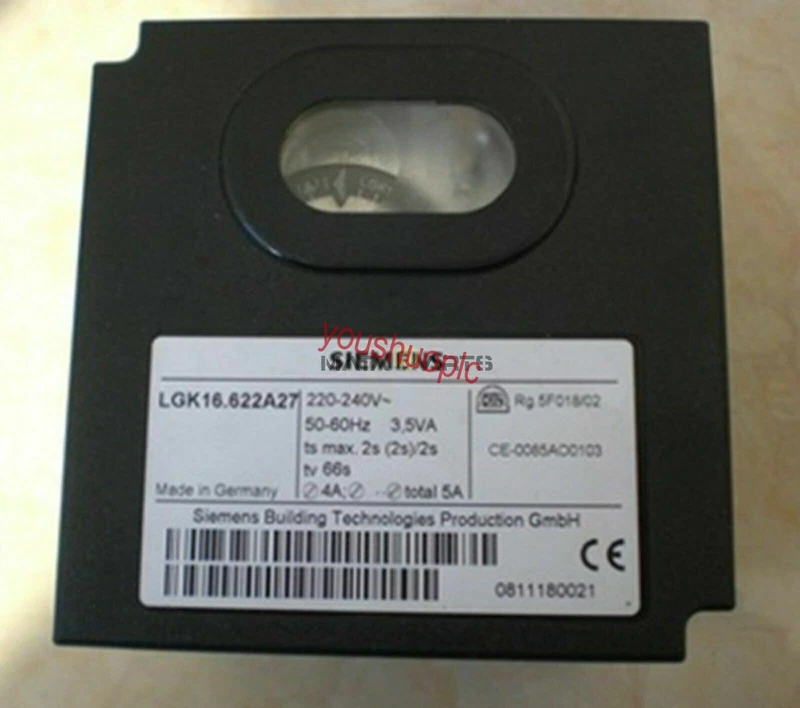 youshuopic
SIEMENS
LGK16.622A27
220-240V~
50-60Hz 3,5VA
ts max. 2s (2s)/2s
tv 66s
4A; total 5A
Rg.5F018/02
CE-0085AO0103
Made in Germany
Siemens Building Technologies Production GmbH
CE
0811180021